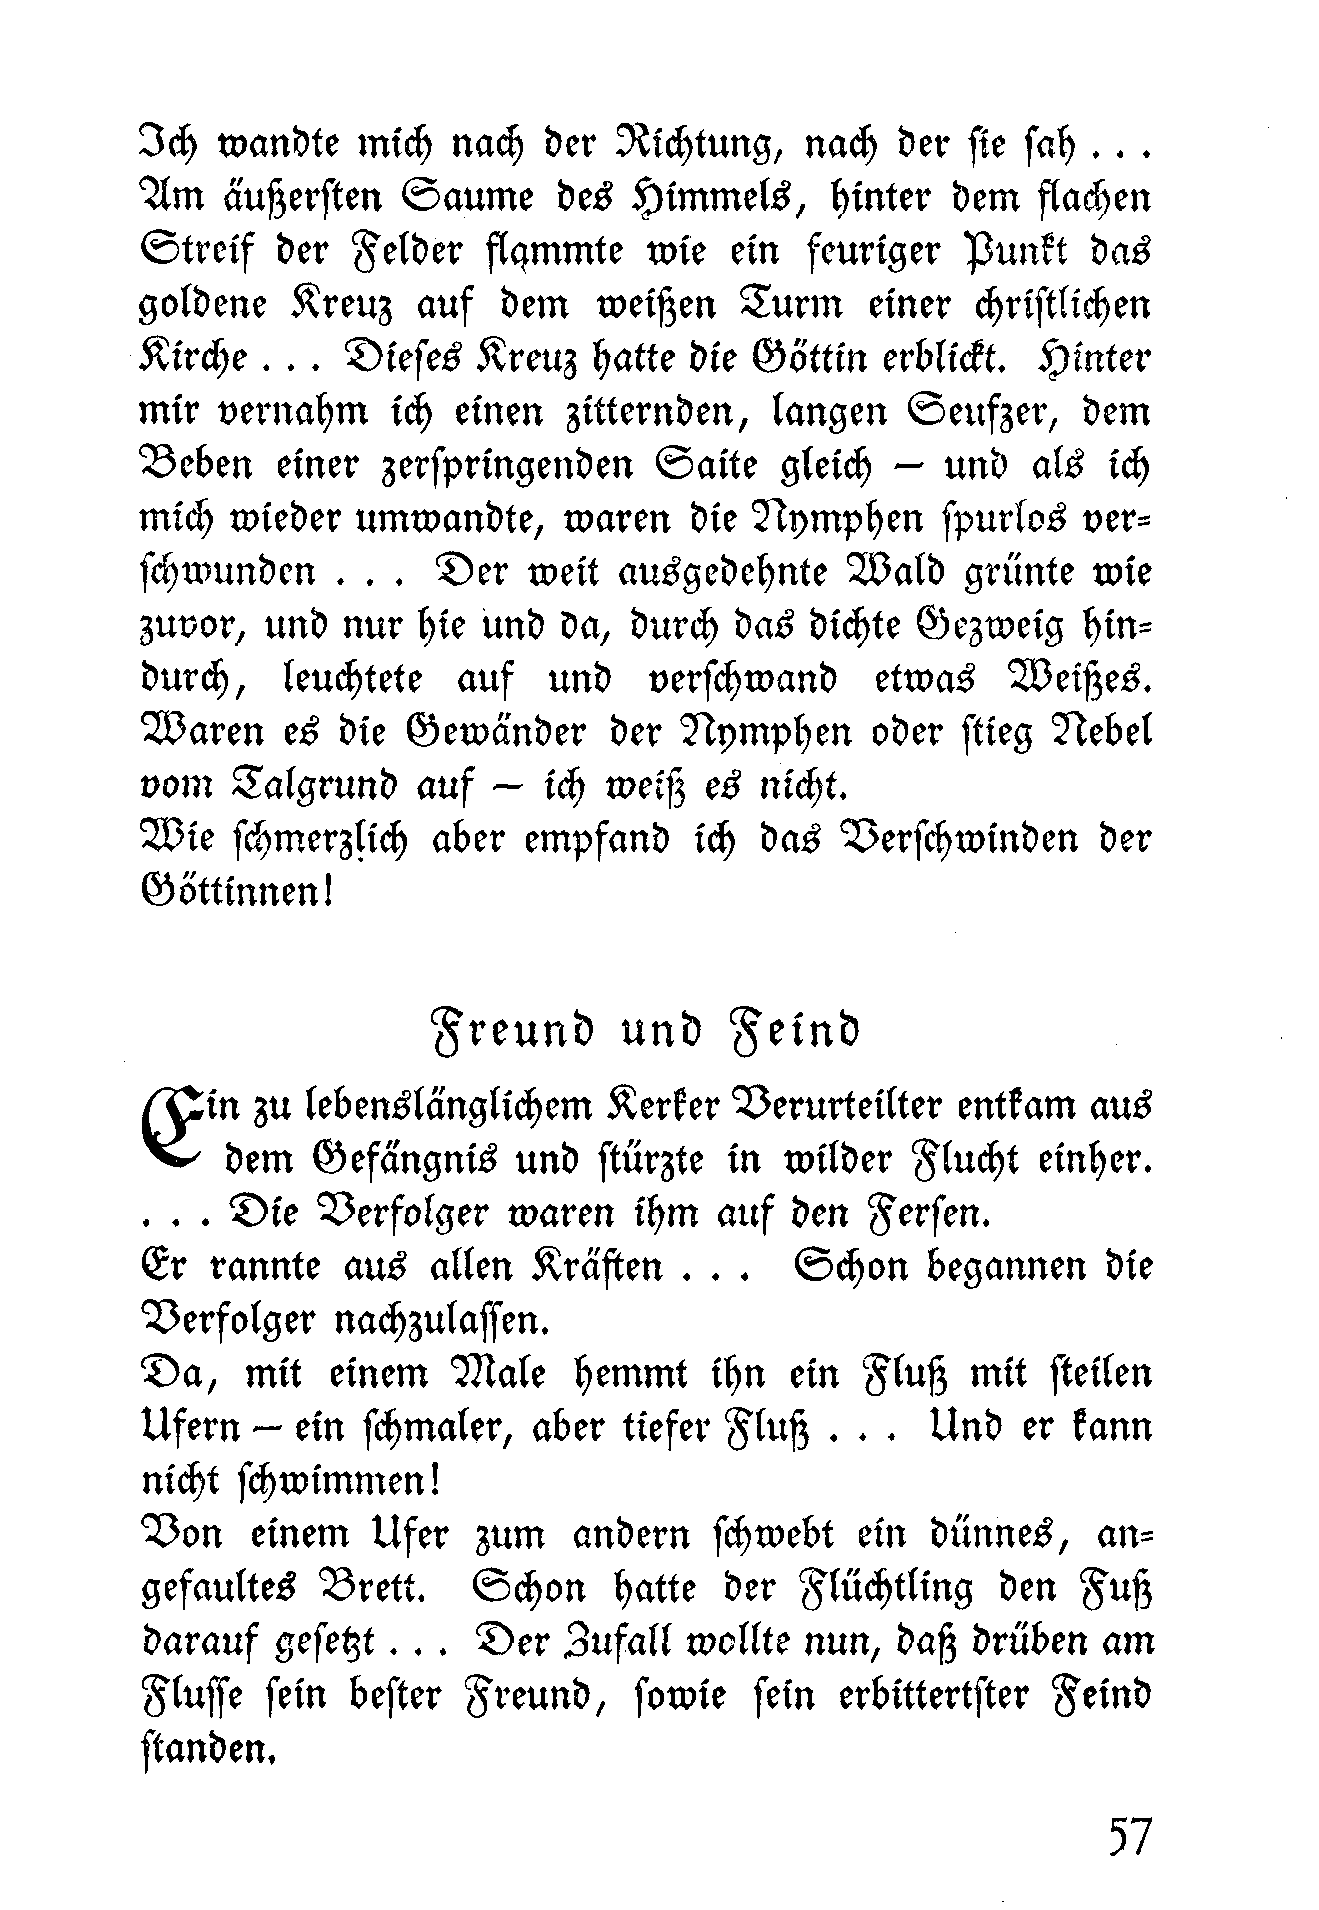 Ich wandte mich nach der Richtung, nach der sie sah . . .
Am äußersten Saume des Himmels, hinter dem flachen
Streif der Felder flammte wie ein feuriger Punkt das
goldene Kreuz auf dem weißen Turm einer christlichen
Kirche . . . Dieses Kreuz hatte die Göttin erblickt. Hinter
mir vernahm ich einen zitternden, langen Seufzer, dem
Beben einer zerspringenden Saite gleich — und als ich
mich wieder umwandte, waren die Nymphen spurlos ver-
schwunden . . . Der weit ausgedehnte Wald grünte wie
zuvor, und nur hie und da, durch das dichte Gezweig hin-
durch, leuchtete auf und verschwand etwas Weißes.
Waren es die Gewänder der Nymphen oder stieg Nebel
vom Talgrund auf — ich weiß es nicht.
Wie schmerzlich aber empfand ich das Verschwinden der
Göttinnen!
Freund und Feind
Ein zu lebenslänglichem Kerker Verurteilter entkam aus
dem Gefängnis und stürzte in wilder Flucht einher.
. . . Die Verfolger waren ihm auf den Fersen.
Er rannte aus allen Kräften . . . Schon begannen die
Verfolger nachzulassen.
Da, mit einem Male hemmt ihn ein Fluß mit steilen
Ufern — ein schmaler, aber tiefer Fluß . . . Und er kann
nicht schwimmen!
Von einem Ufer zum andern schwebt ein dünnes, an-
gefaultes Brett. Schon hatte der Flüchtling den Fuß
darauf gesetzt . . . Der Zufall wollte nun, daß drüben am
Flusse sein bester Freund, sowie sein erbittertster Feind
standen.
57